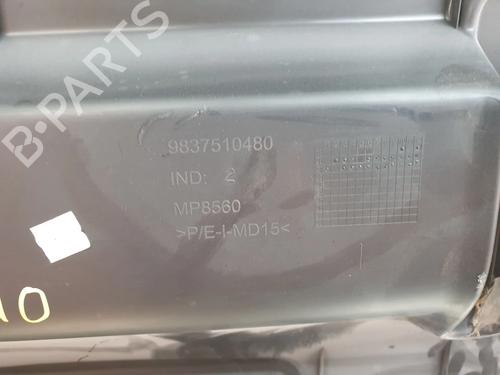 B-PARTS
9837510480
IND: 2
MP8560
>P/E-I-MD15<